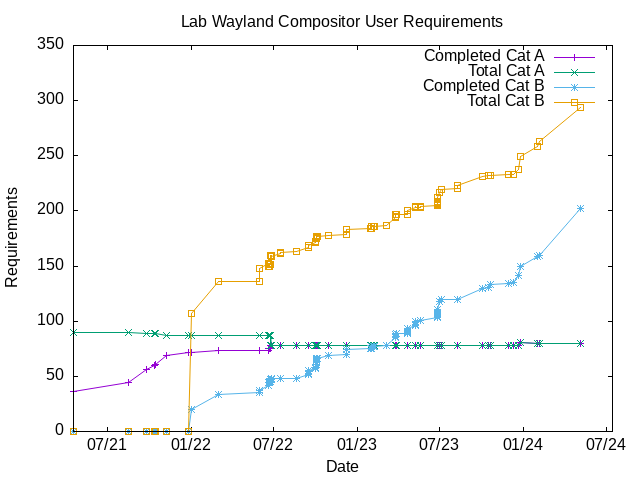 Lab Wayland Compositor User Requirements
Completed Cat A
Total Cat A
Completed Cat B
Total Cat B
350
300
250
200
150
100
50
0
Requirements
07/21 01/22 07/22 01/23 07/23 01/24 07/24
Date